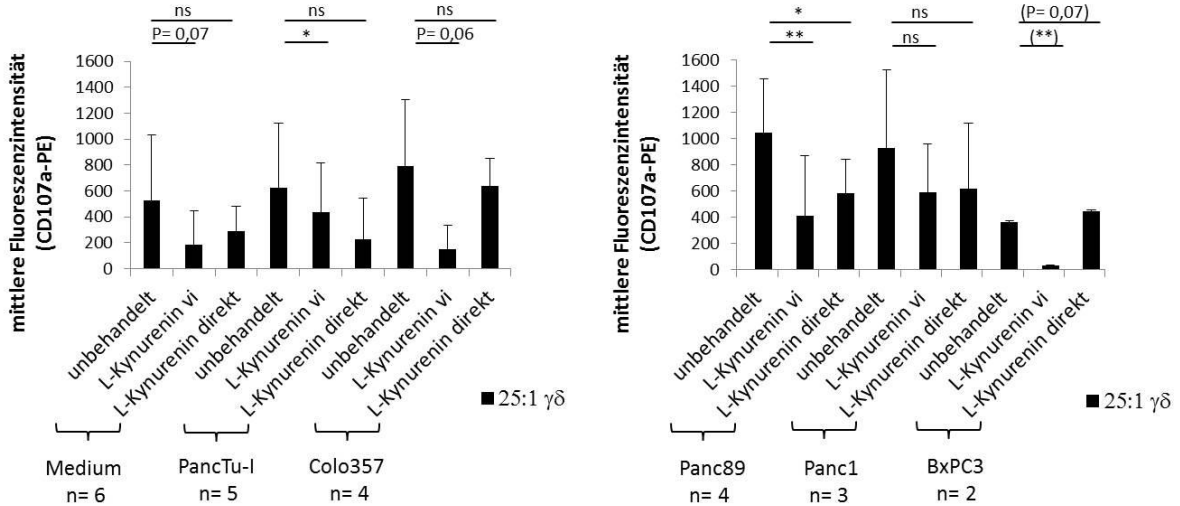 ns
P= 0,07
ns
*
ns
P= 0,06
mittlere Fluoreszenzintensität
(CD107a-PE)
1600
1400
1200
1000
800
600
400
200
0
unbehandelt
L-Kynurenin vi
L-Kynurenin direkt
unbehandelt
L-Kynurenin vi
L-Kynurenin direkt
unbehandelt
L-Kynurenin vi
L-Kynurenin direkt
25:1 γδ
Medium
n= 6
PancTu-I
n= 5
Colo357
n= 4
*
**
ns
ns
(P= 0,07)
(**)
mittlere Fluoreszenzintensität
(CD107a-PE)
1600
1400
1200
1000
800
600
400
200
0
unbehandelt
L-Kynurenin vi
L-Kynurenin direkt
unbehandelt
L-Kynurenin vi
L-Kynurenin direkt
unbehandelt
L-Kynurenin vi
L-Kynurenin direkt
25:1 γδ
Panc89
n= 4
Panc1
n= 3
BxPC3
n= 2